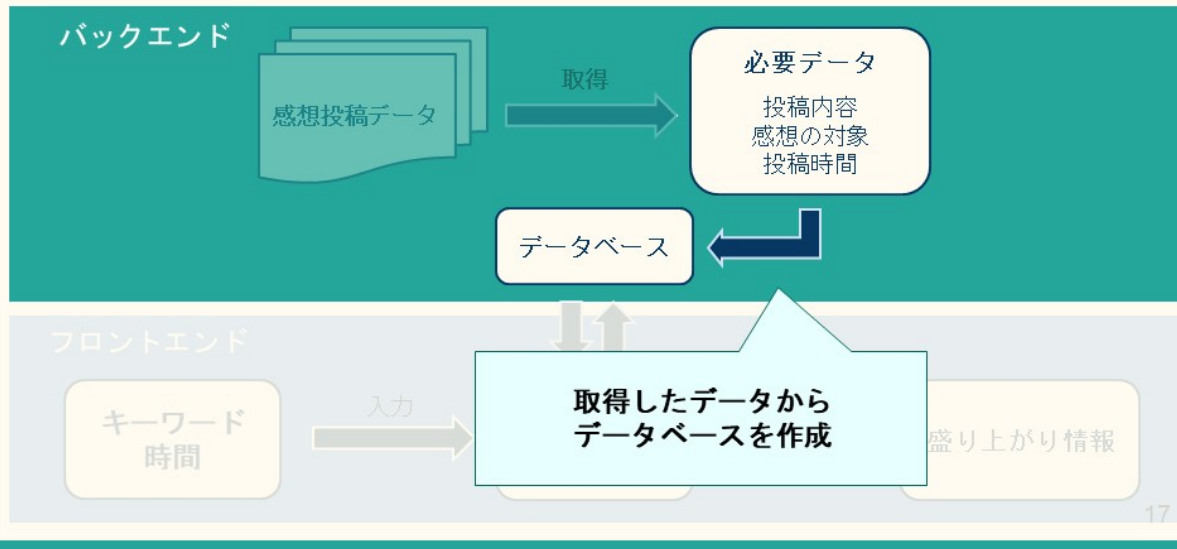 バックエンド
感想投稿データ
取得
必要データ
投稿内容
感想の対象
投稿時間
データベース
フロントエンド
キーワード
時間
入力
取得したデータから
データベースを作成
盛り上がり情報
17